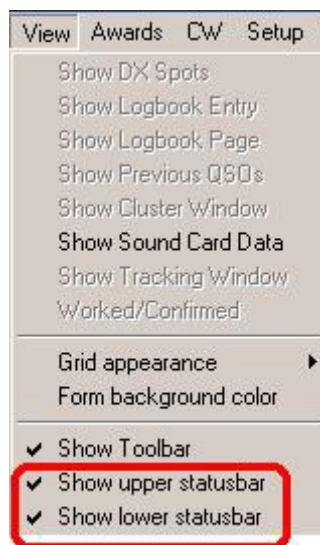 View Awards CW Setup
Show DX Spots
Show Logbook Entry
Show Logbook Page
Show Previous QSOs
Show Cluster Window
Show Sound Card Data
Show Tracking Window
Worked/Confirmed
Grid appearance
Form background color
Show Toolbar
Show upper statusbar
Show lower statusbar